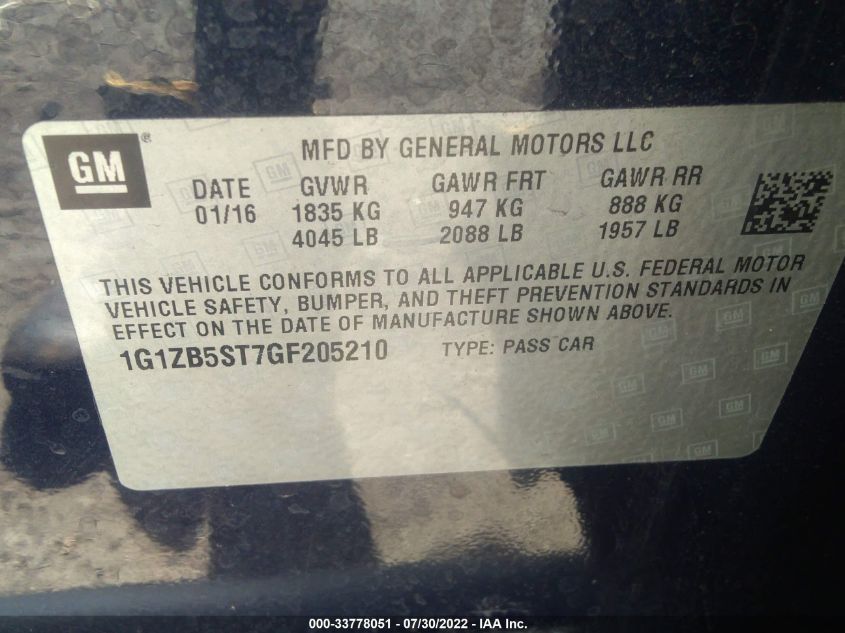 GM ®
MFD BY GENERAL MOTORS LLC
DATE GVWR GAWR FRT GAWR RR
01/16 1835 KG 947 KG 888 KG
4045 LB 2088 LB 1957 LB
THIS VEHICLE CONFORMS TO ALL APPLICABLE U.S. FEDERAL MOTOR
VEHICLE SAFETY, BUMPER, AND THEFT PREVENTION STANDARDS IN
EFFECT ON THE DATE OF MANUFACTURE SHOWN ABOVE.
1G1ZB5ST7GF205210 TYPE: PASS CAR
000-33778051 / 07/30/2022 - IAA Inc.